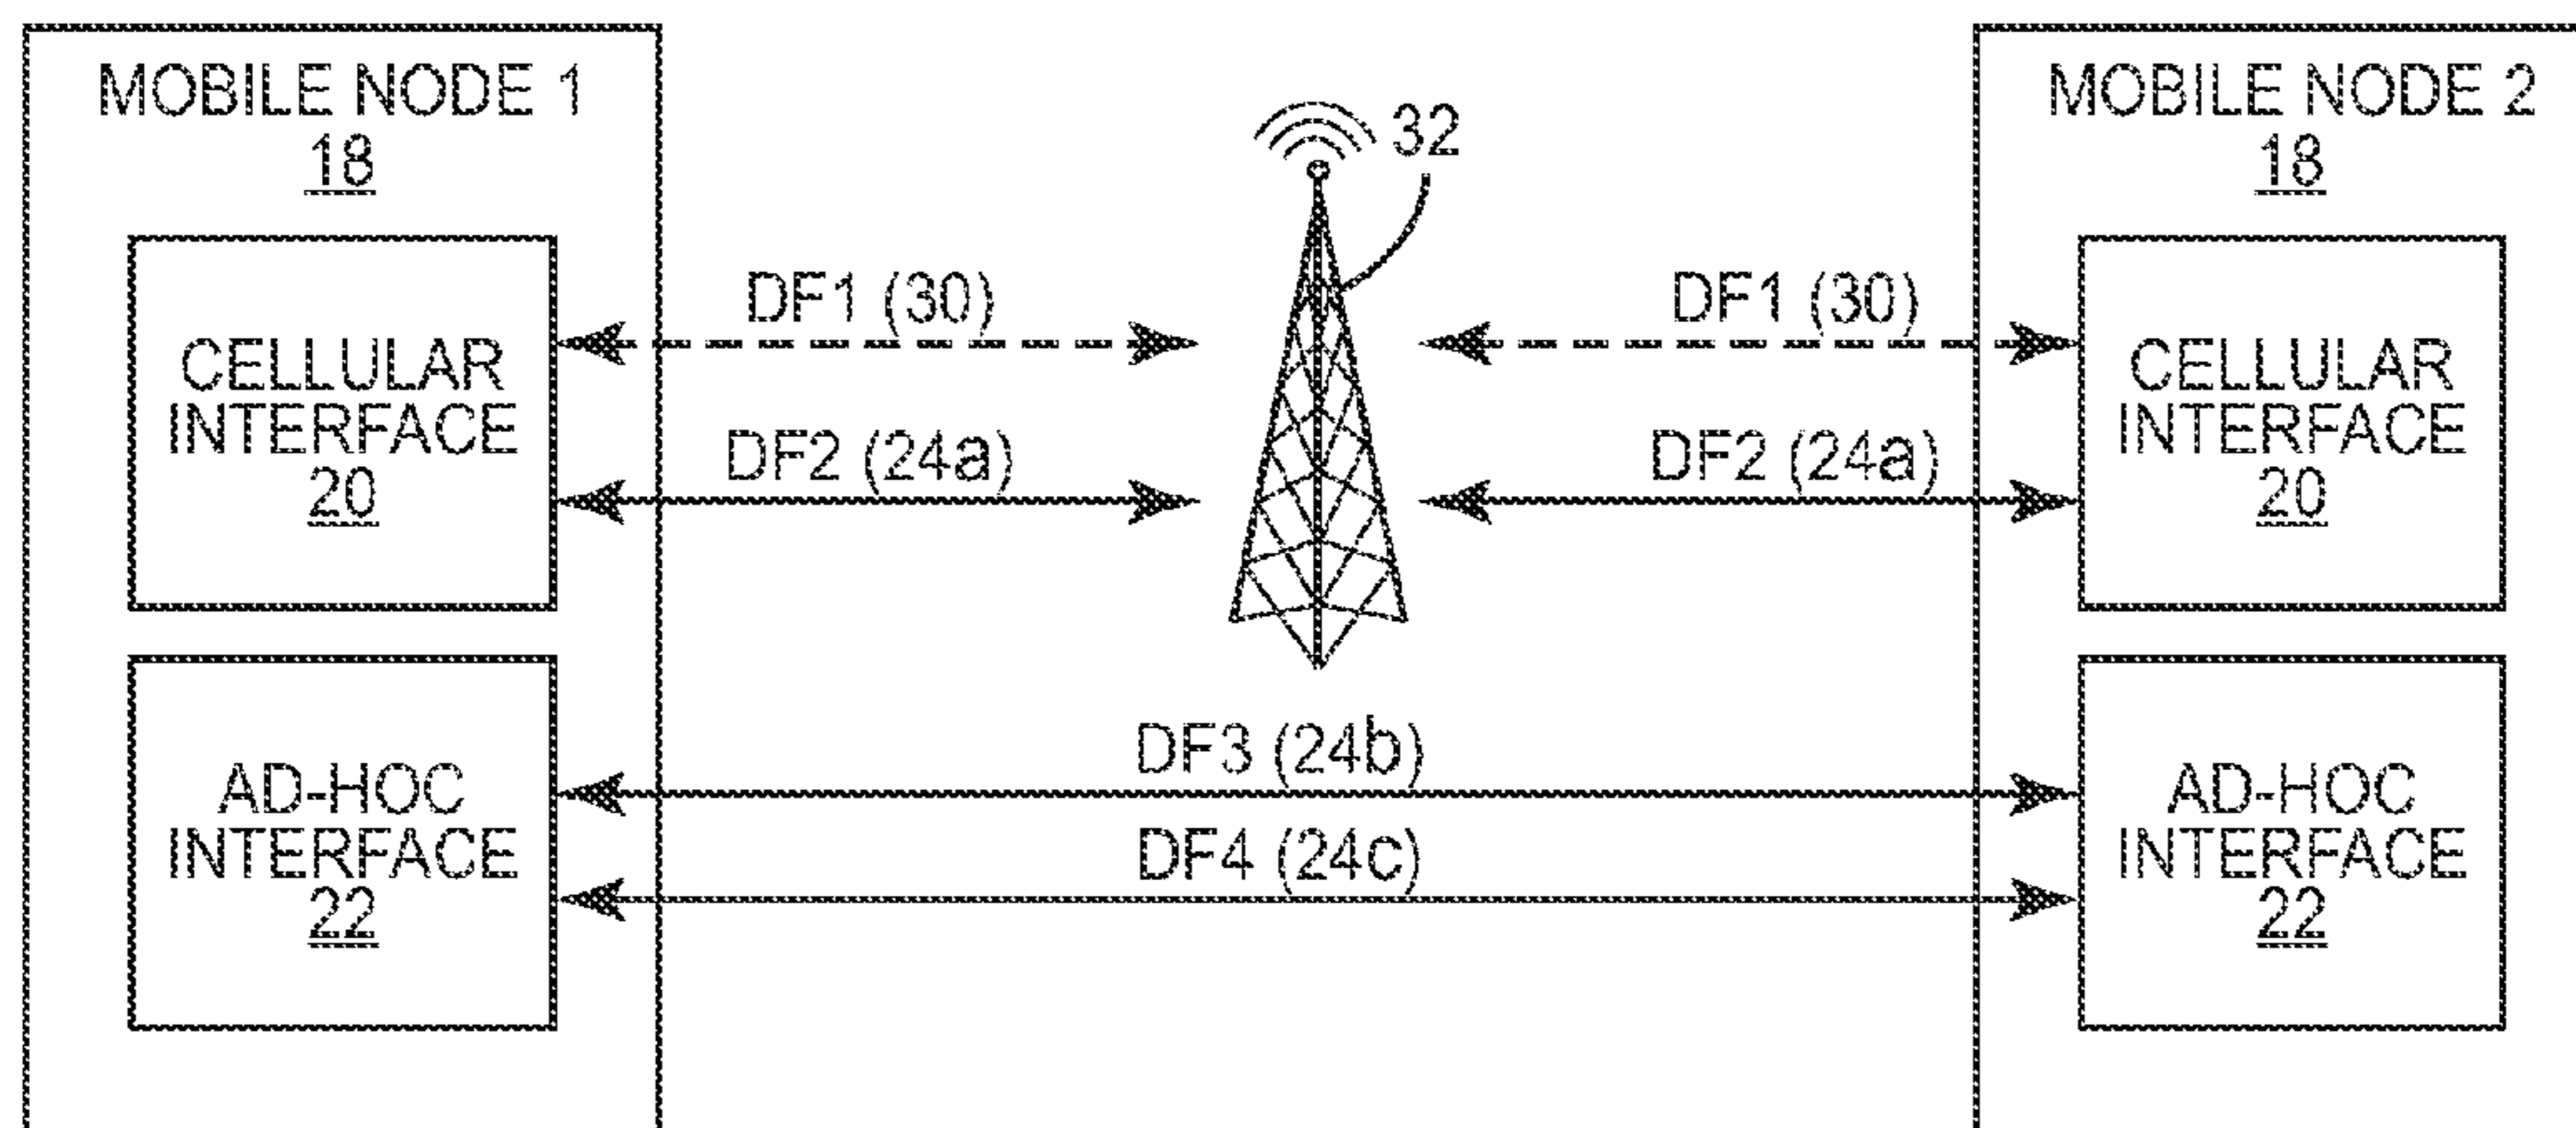 MOBILE NODE 1
18
CELLULAR
INTERFACE
20
AD-HOC
INTERFACE
22
32
DF1 (30)
DF1 (30)
DF2 (24a)
DF2 (24a)
DF3 (24b)
DF4 (24c)
MOBILE NODE 2
18
CELLULAR
INTERFACE
20
AD-HOC
INTERFACE
22